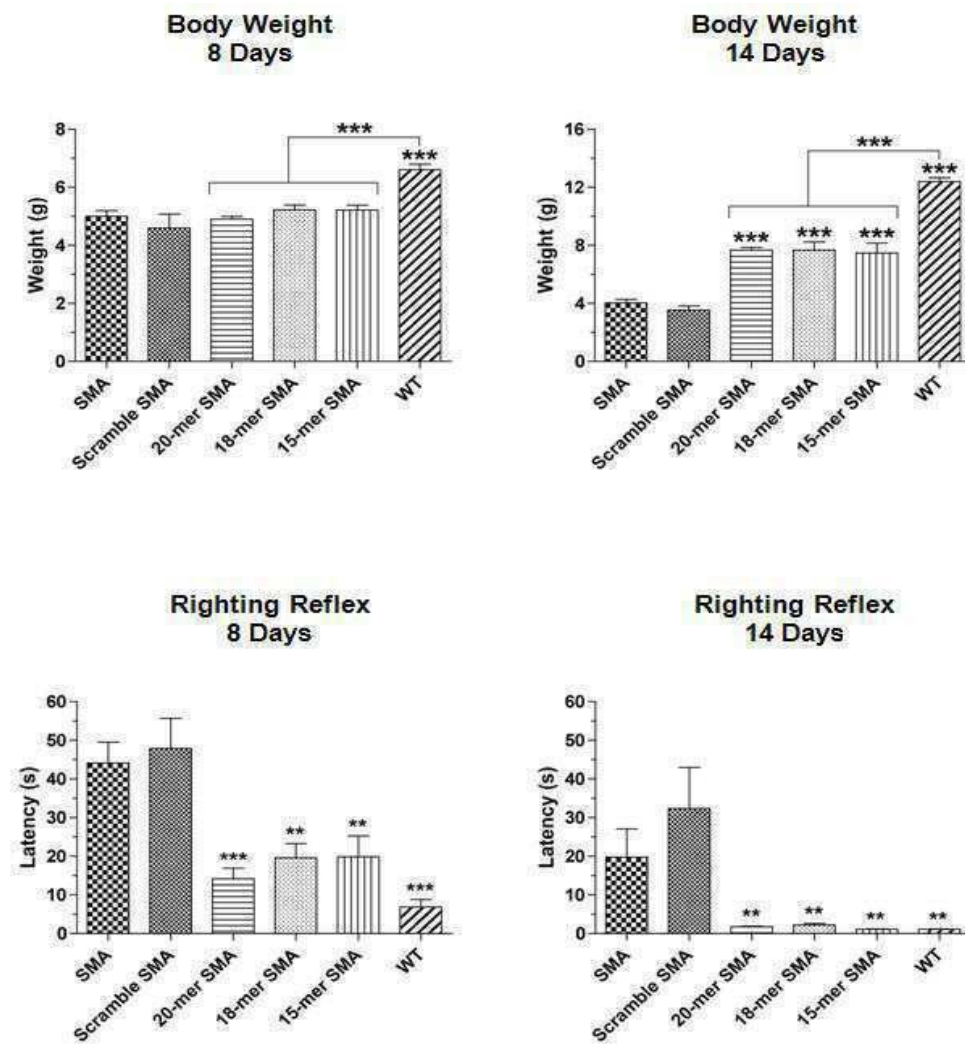 Body Weight
8 Days
Weight (g)
8
6
4
2
0
***
***
SMA
Scramble SMA
20-mer SMA
18-mer SMA
15-mer SMA
WT
Body Weight
14 Days
Weight (g)
16
12
8
4
0
***
***
*** *** ***
SMA
Scramble SMA
20-mer SMA
18-mer SMA
15-mer SMA
WT
Righting Reflex
8 Days
Latency (s)
60
50
40
30
20
10
0
*** ** ** ***
SMA
Scramble SMA
20-mer SMA
18-mer SMA
15-mer SMA
WT
Righting Reflex
14 Days
Latency (s)
60
50
40
30
20
10
0
** ** ** **
SMA
Scramble SMA
20-mer SMA
18-mer SMA
15-mer SMA
WT